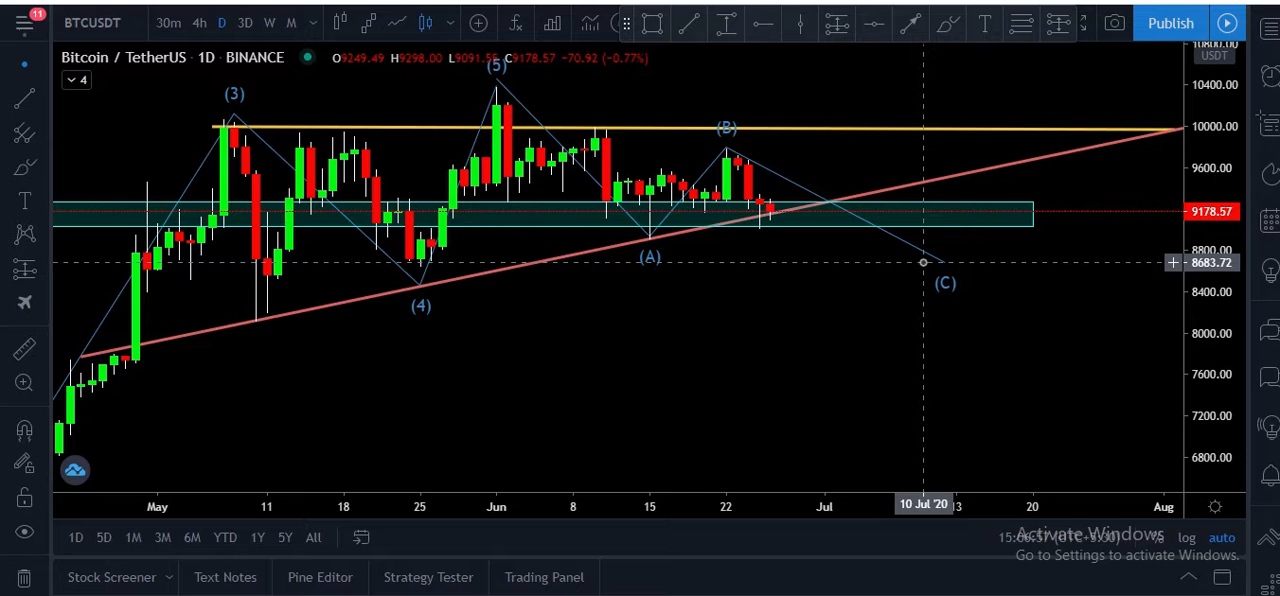 11
BTCUSDT 30m 4h D 3D W M Publish
10800.00
Bitcoin / TetherUS · 1D · BINANCE O9249.49 H9298.00 L9091.55 C9178.57 −70.92 (−0.77%)
USDT
4
(5)
10400.00
(3)
(B)
10000.00
9600.00
9178.57
(A)
8800.00
8683.72
(C)
(4)
8400.00
8000.00
7600.00
7200.00
6800.00
May 11 18 25 Jun 8 15 22 Jul 10 Jul '20 13 20 Aug
1D 5D 1M 3M 6M YTD 1Y 5Y All % log auto
Activate Windows
Go to Settings to activate Windows.
Stock Screener Text Notes Pine Editor Strategy Tester Trading Panel